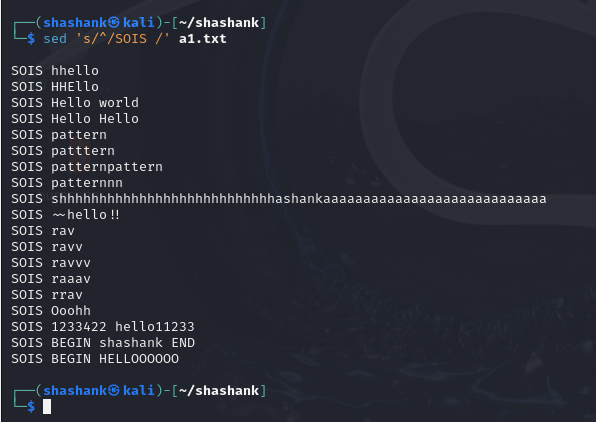 ┌──(shashank㉿kali)-[~/shashank]
└─$ sed 's/^/SOIS /' a1.txt
SOIS hhello
SOIS HHEllo
SOIS Hello world
SOIS Hello Hello
SOIS pattern
SOIS patttern
SOIS patternpattern
SOIS patternnn
SOIS shhhhhhhhhhhhhhhhhhhhhhhhhhhashankaaaaaaaaaaaaaaaaaaaaaaaaaaaa
SOIS ~~hello!!
SOIS rav
SOIS ravv
SOIS ravvv
SOIS raaav
SOIS rrav
SOIS Ooohh
SOIS 1233422 hello11233
SOIS BEGIN shashank END
SOIS BEGIN HELLOOOOOO
┌──(shashank㉿kali)-[~/shashank]
└─$